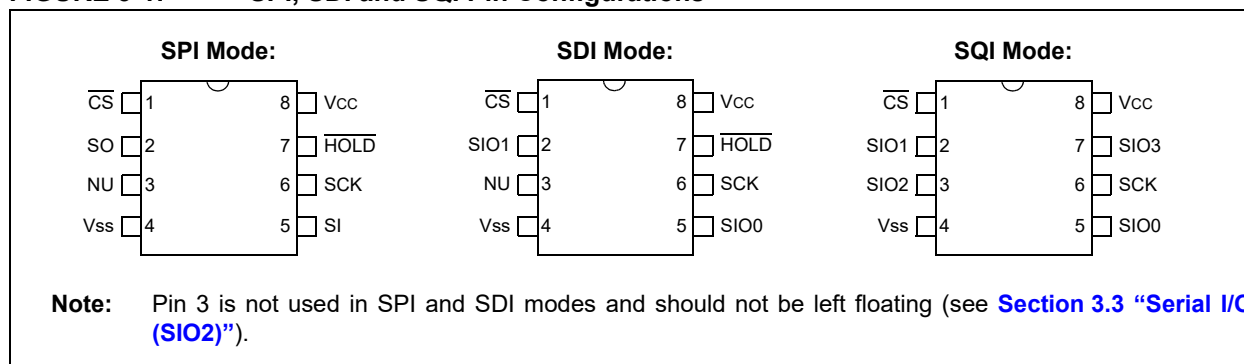 SPI Mode: SDI Mode: SQI Mode:
CS 1 8 VCC CS 1 8 VCC CS 1 8 VCC
SO 2 7 HOLD SIO1 2 7 HOLD SIO1 2 7 SIO3
NU 3 6 SCK NU 3 6 SCK SIO2 3 6 SCK
Vss 4 5 SI Vss 4 5 SIO0 Vss 4 5 SIO0
Note: Pin 3 is not used in SPI and SDI modes and should not be left floating (see Section 3.3 “Serial
(SIO2)”).